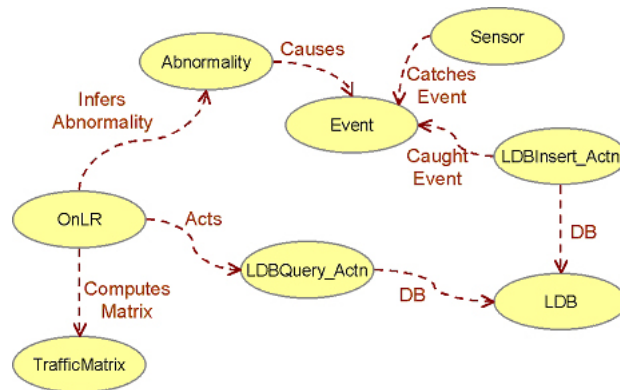 Sensor
Causes
Abnormality
Catches
Event
Infers
Abnormality
Event
Caught
Event
LDBInsert_Actn
OnLR
Acts
DB
LDBQuery_Actn
Computes
Matrix
DB
LDB
TrafficMatrix